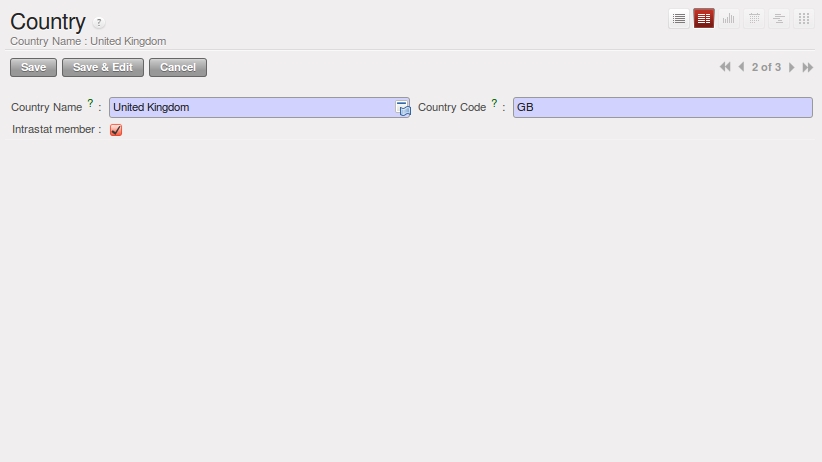 Country ?
Country Name : United Kingdom
Save Save & Edit Cancel 2 of 3
Country Name ? : United Kingdom Country Code ? : GB
Intrastat member :